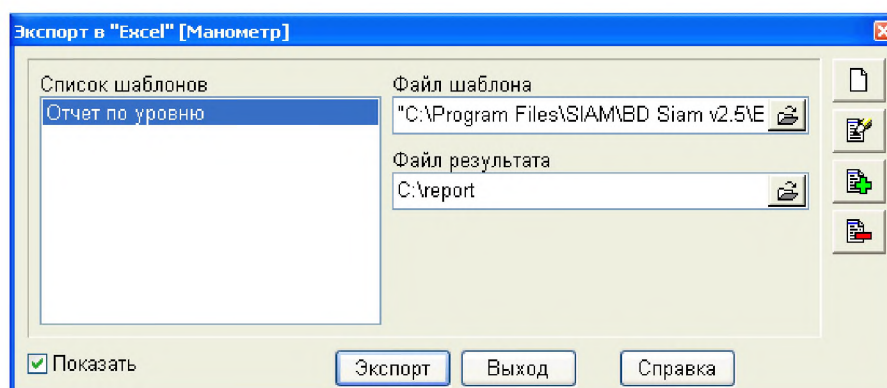 Экспорт в "Excel" [Манометр]
Список шаблонов
Отчет по уровню
Файл шаблона
"C:\Program Files\SIAM\BD Siam v2.5\E
Файл результата
C:\report
Показать
Экспорт
Выход
Справка